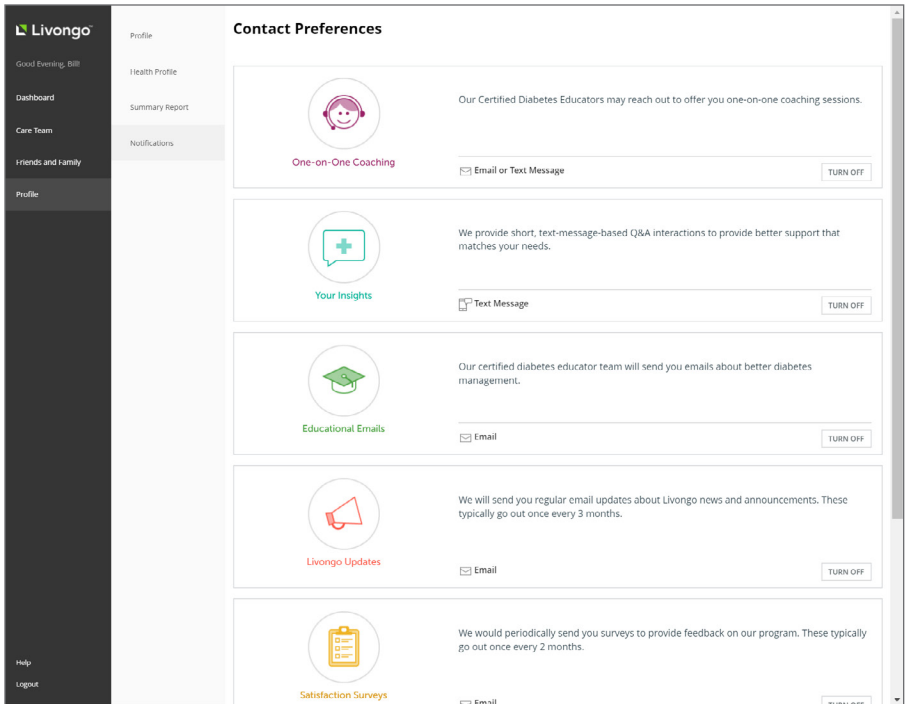 Livongo
Good Evening, Bill!
Dashboard
Care Team
Friends and Family
Profile
Help
Logout
Profile
Health Profile
Summary Report
Notifications
Contact Preferences
One-on-One Coaching
Our Certified Diabetes Educators may reach out to offer you one-on-one coaching sessions.
Email or Text Message
TURN OFF
Your Insights
We provide short, text-message-based Q&A interactions to provide better support that
matches your needs.
Text Message
TURN OFF
Educational Emails
Our certified diabetes educator team will send you emails about better diabetes
management.
Email
TURN OFF
Livongo Updates
We will send you regular email updates about Livongo news and announcements. These
typically go out once every 3 months.
Email
TURN OFF
Satisfaction Surveys
We would periodically send you surveys to provide feedback on our program. These typically
go out once every 2 months.
Email
TURN OFF